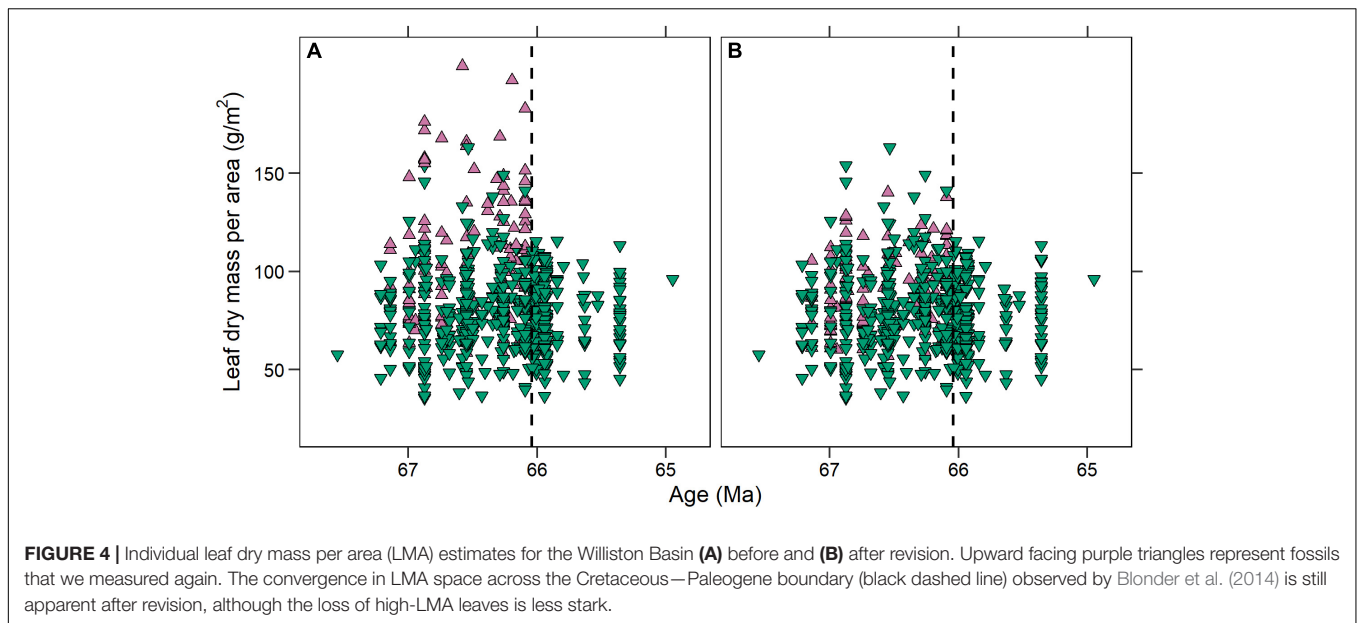 A
B
Leaf dry mass per area (g/m²)
150
100
50
67
66
65
67
66
65
Age (Ma)
FIGURE 4 | Individual leaf dry mass per area (LMA) estimates for the Williston Basin (A) before and (B) after revision. Upward facing purple triangles represent fossils
that we measured again. The convergence in LMA space across the Cretaceous—Paleogene boundary (black dashed line) observed by Blonder et al. (2014) is still
apparent after revision, although the loss of high-LMA leaves is less stark.